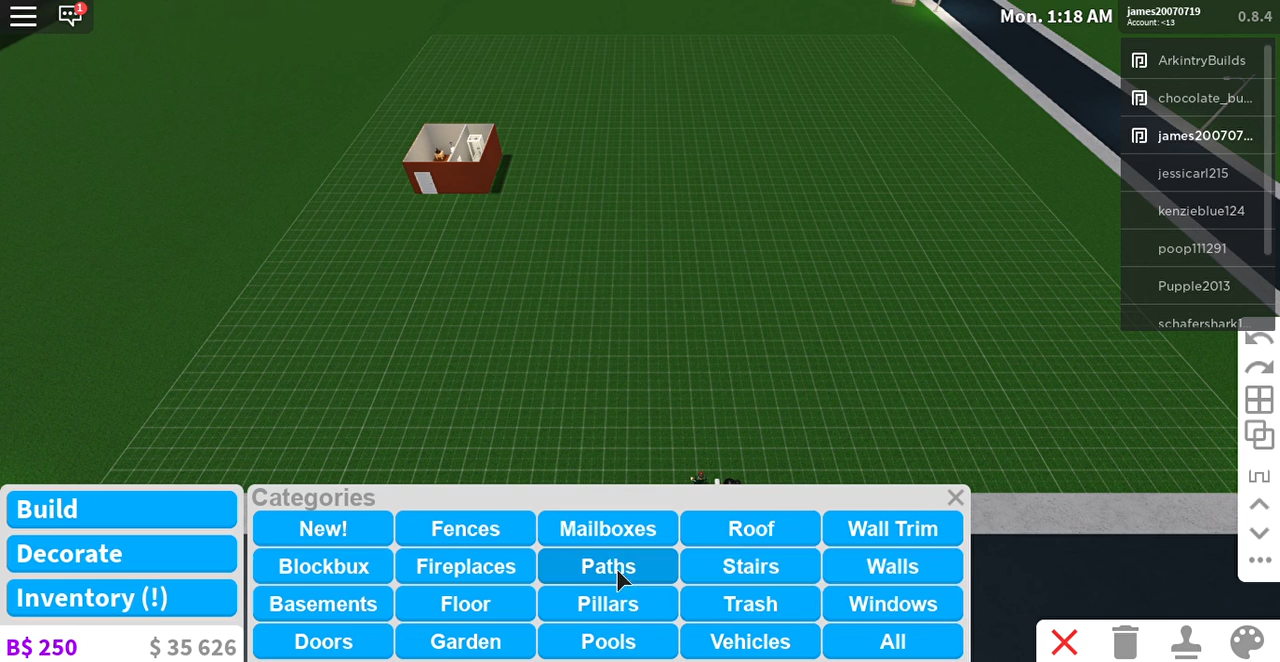 1
Mon. 1:18 AM
james20070719
Account: <13
0.8.4
ArkintryBuilds
chocolate_bu...
james200707...
jessicarl215
kenzieblue124
poop111291
Pupple2013
schafershark1...
Build
Decorate
Inventory (!)
B$ 250
$ 35 626
Categories
New! Fences Mailboxes Roof Wall Trim
Blockbux Fireplaces Paths Stairs Walls
Basements Floor Pillars Trash Windows
Doors Garden Pools Vehicles All